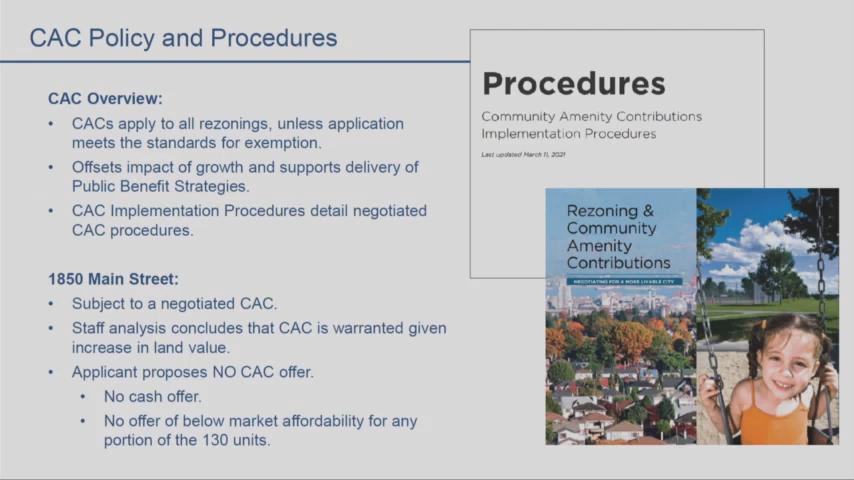 CAC Policy and Procedures
CAC Overview:
• CACs apply to all rezonings, unless application
meets the standards for exemption.
• Offsets impact of growth and supports delivery of
Public Benefit Strategies.
• CAC Implementation Procedures detail negotiated
CAC procedures.
1850 Main Street:
• Subject to a negotiated CAC.
• Staff analysis concludes that CAC is warranted given
increase in land value.
• Applicant proposes NO CAC offer.
• No cash offer.
• No offer of below market affordability for any
portion of the 130 units.
Procedures
Community Amenity Contributions
Implementation Procedures
Last updated March 11, 2021
Rezoning &
Community
Amenity
Contributions
NEGOTIATING FOR A MORE LIVABLE CITY